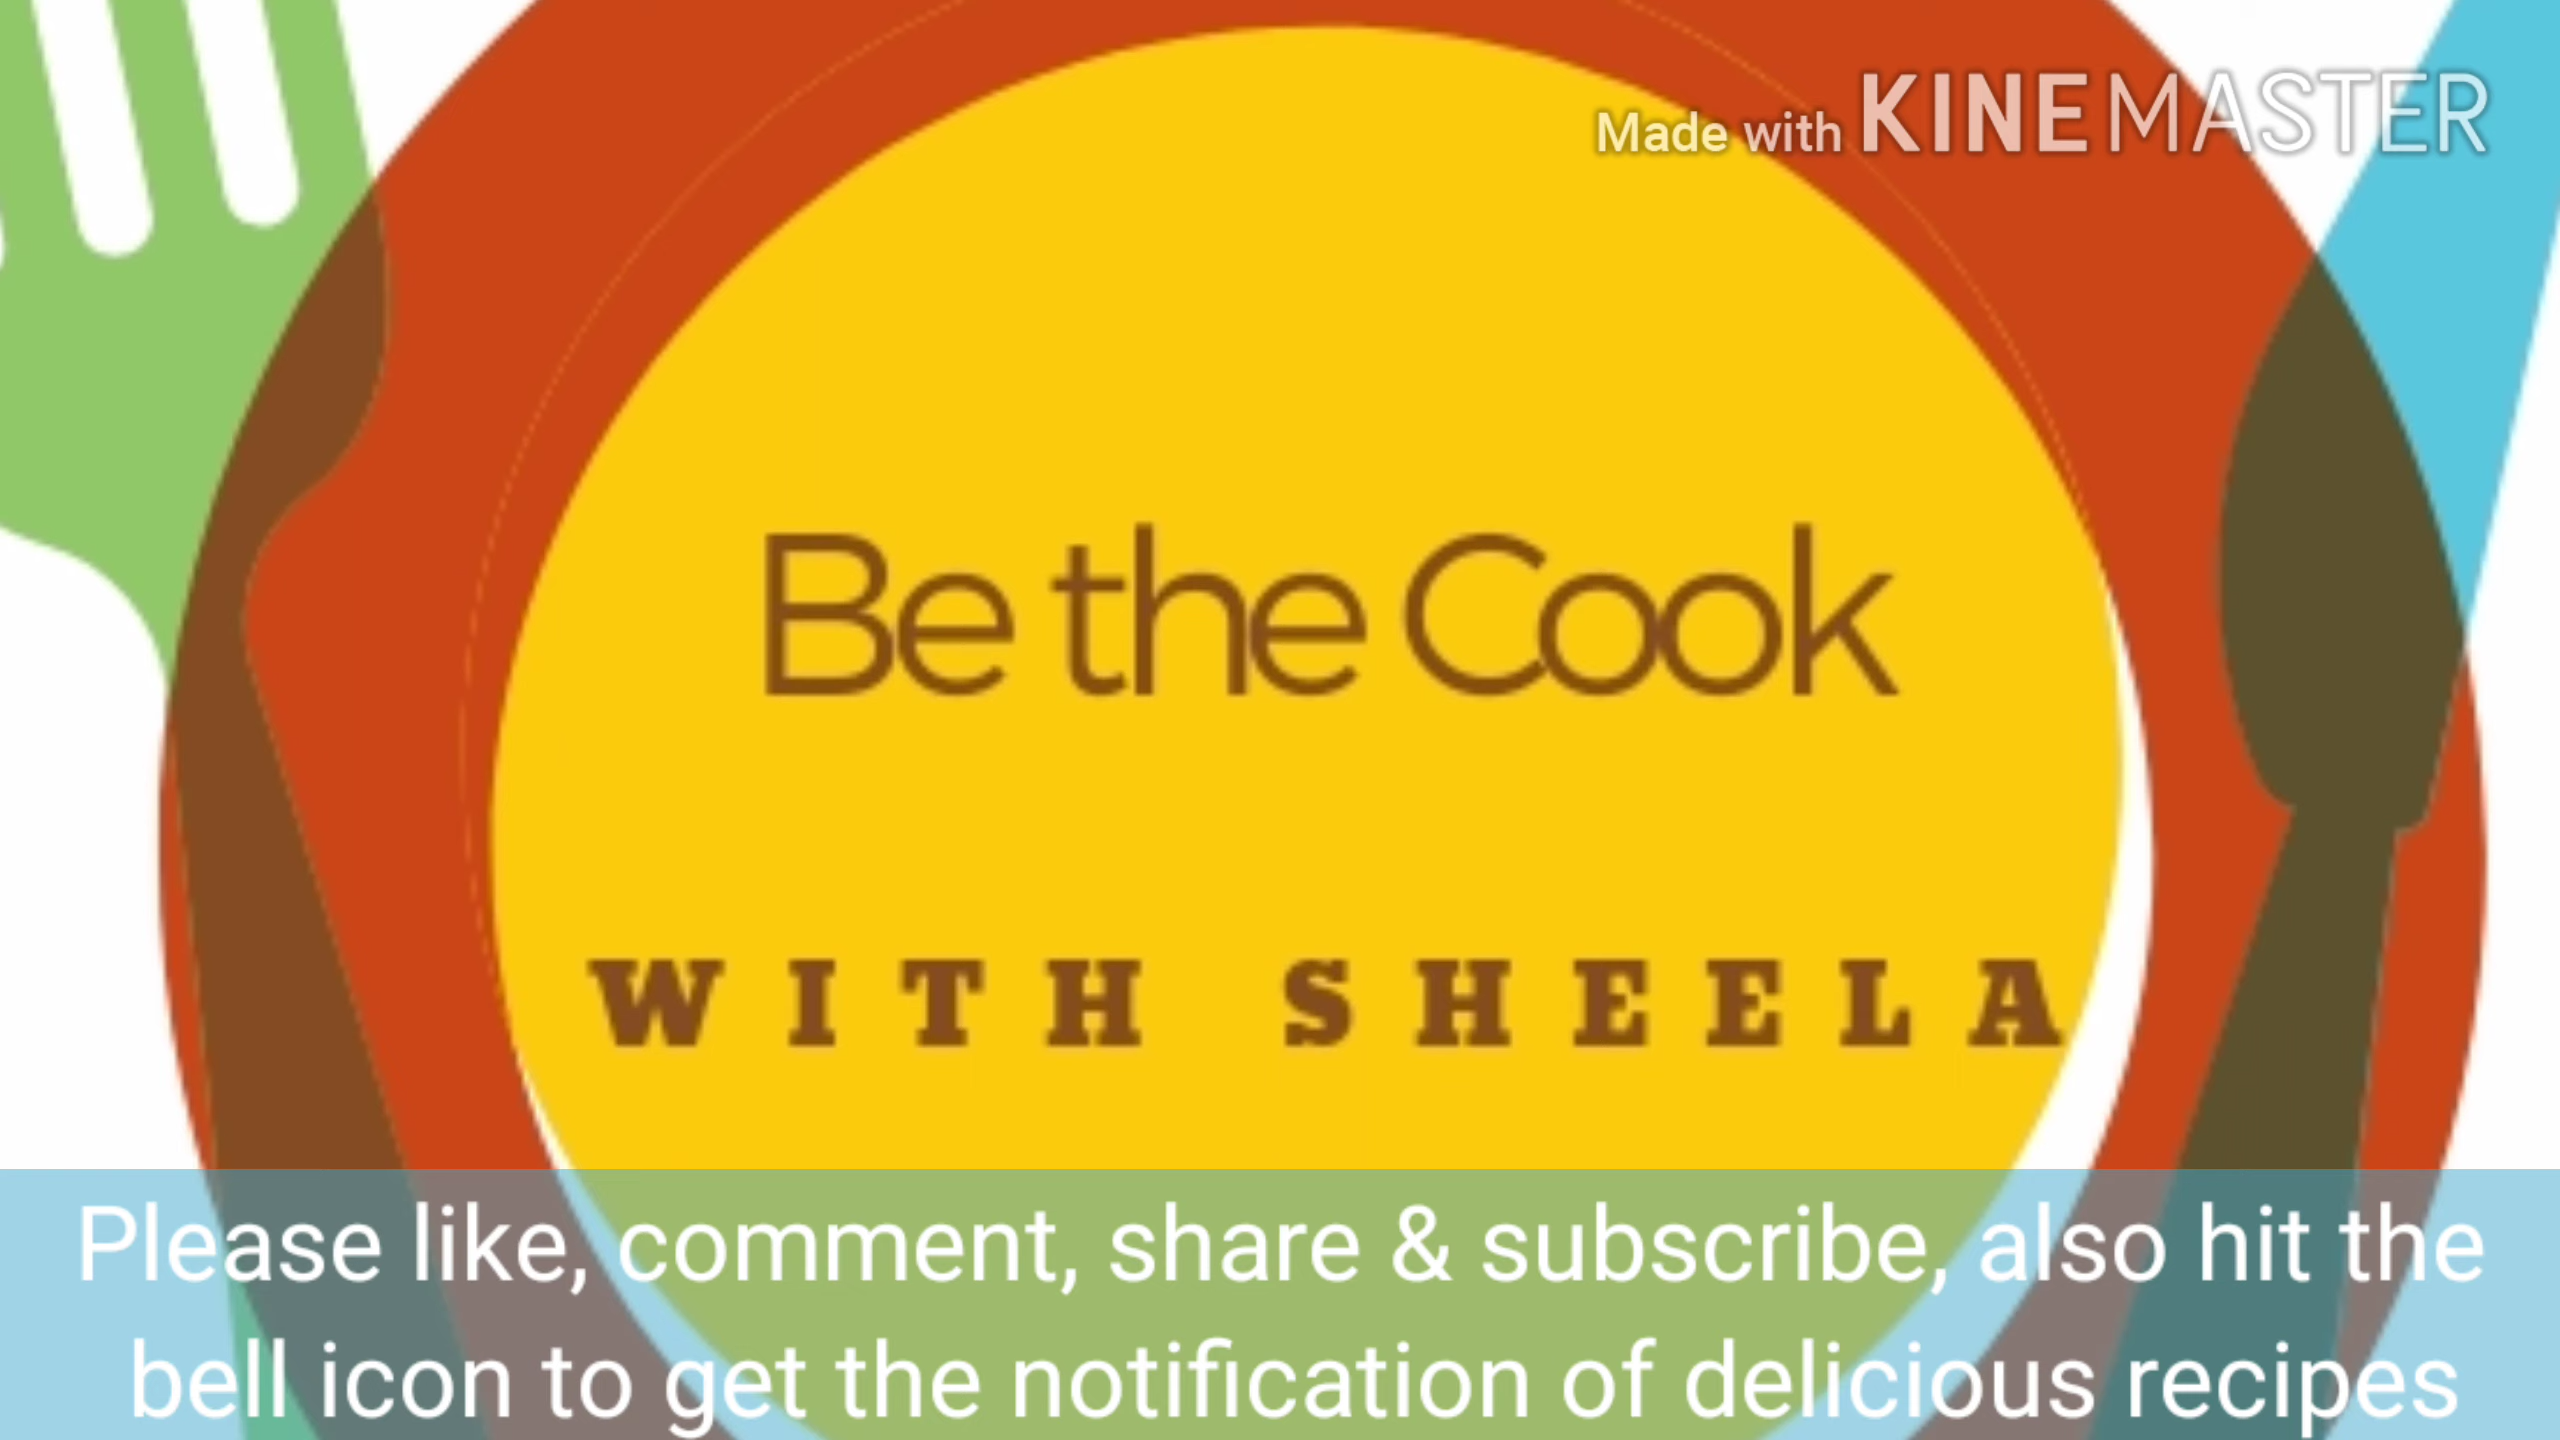 Made with KINEMASTER
Be the Cook
WITH SHEELA
Please like, comment, share & subscribe, also hit the
bell icon to get the notification of delicious recipes